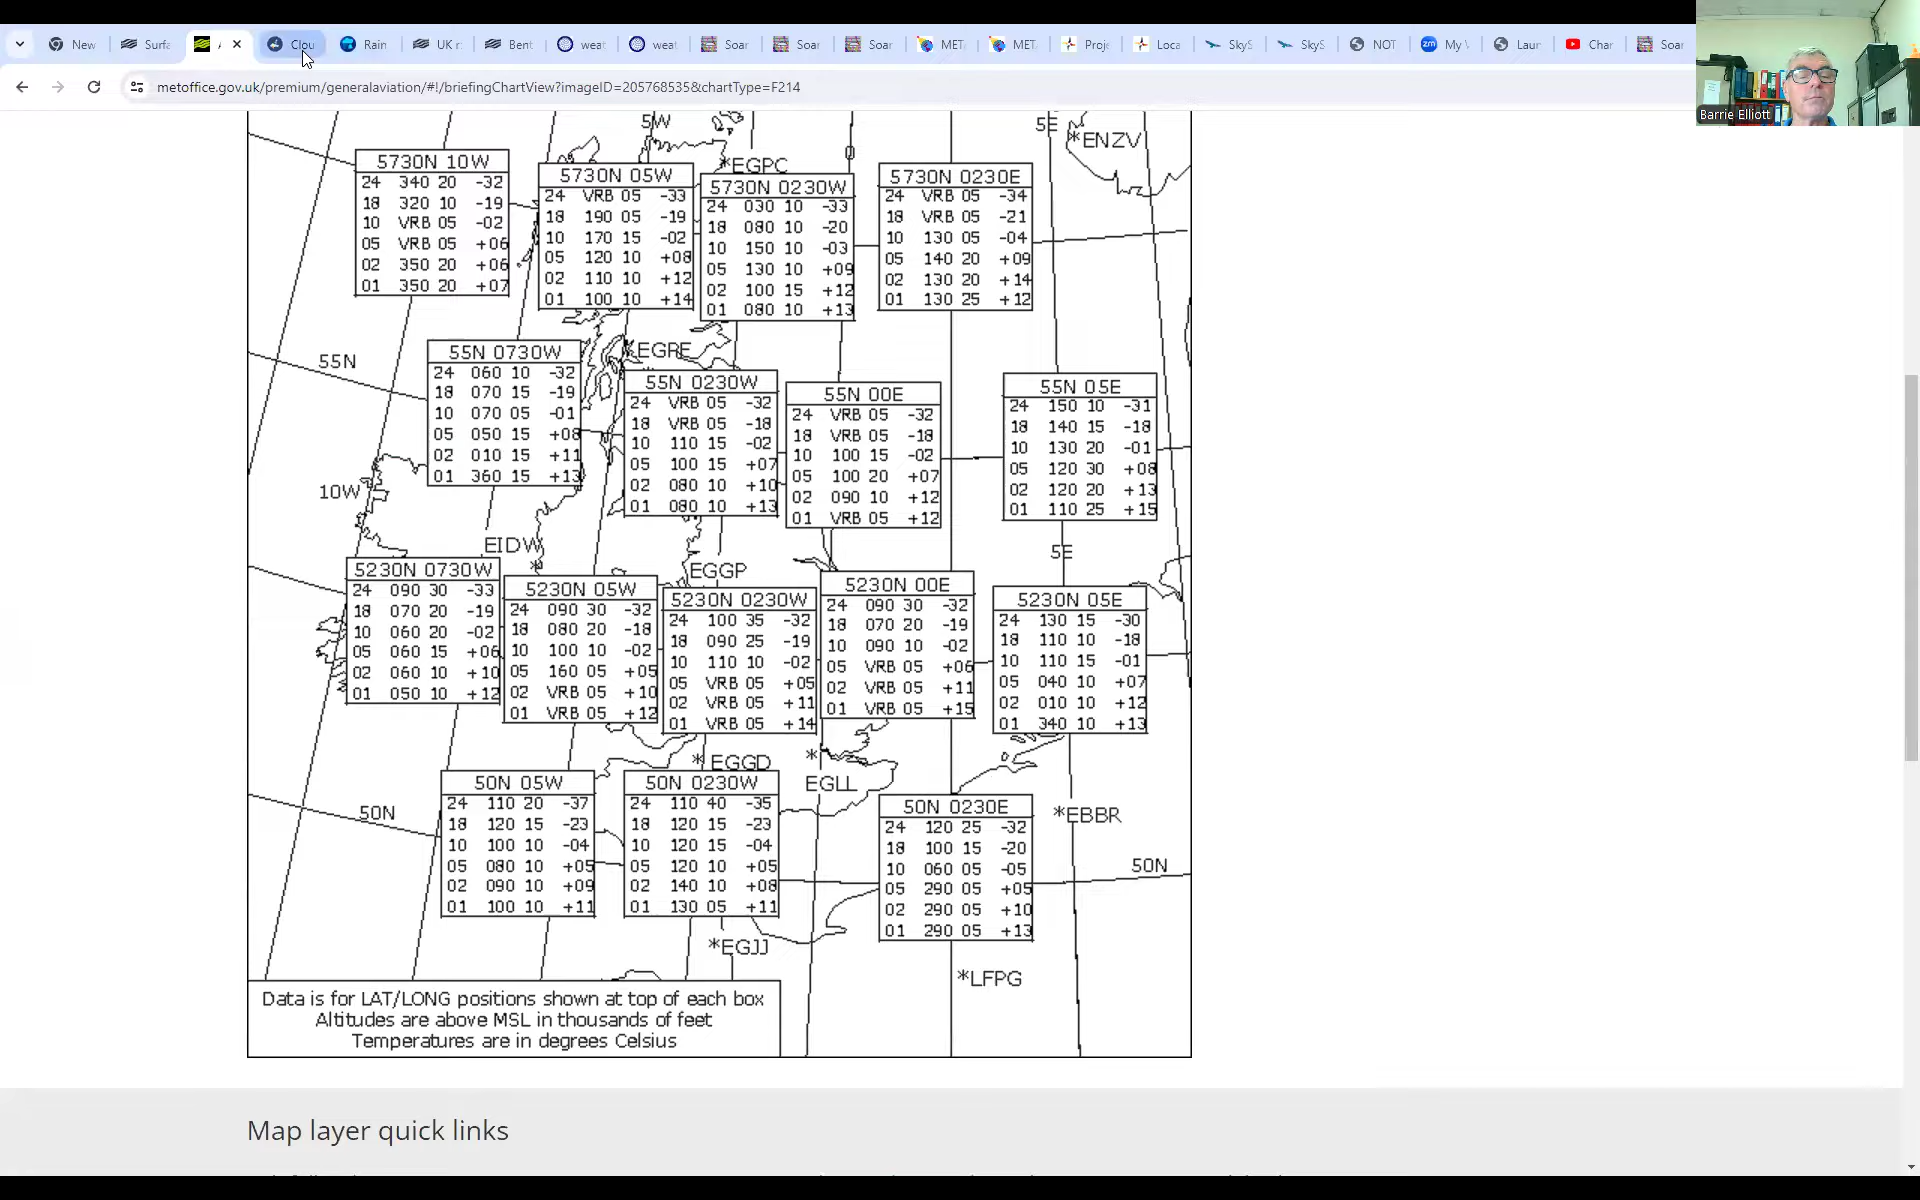 New
Surfa
Clou
Rain
UK r
Bent
weat
weat
Soar
Soar
Soar
MET
MET
Proje
Loca
SkyS
SkyS
NOT
My V
Laun
Char
Soar
metoffice.gov.uk/premium/generalaviation/#!/briefingChartView?imageID=205768535&chartType=F214
Barrie Elliott
5W
0
5E
*ENZV
*EGPC
5730N 10W
24 340 20 -32
18 320 10 -19
10 VRB 05 -02
05 VRB 05 +06
02 350 20 +06
01 350 20 +07
5730N 05W
24 VRB 05 -33
18 190 05 -19
10 170 15 -02
05 120 10 +08
02 110 10 +12
01 100 10 +14
5730N 0230W
24 030 10 -33
18 080 10 -20
10 150 10 -03
05 130 10 +09
02 100 15 +12
01 080 10 +13
5730N 0230E
24 VRB 05 -34
18 VRB 05 -21
10 130 05 -04
05 140 20 +09
02 130 20 +14
01 130 25 +12
55N
*EGPF
55N 0730W
24 060 10 -32
18 070 15 -19
10 070 05 -01
05 050 15 +08
02 010 15 +11
01 360 15 +13
55N 0230W
24 VRB 05 -32
18 VRB 05 -18
10 110 15 -02
05 100 15 +07
02 080 10 +10
01 080 10 +13
55N 00E
24 VRB 05 -32
18 VRB 05 -18
10 100 15 -02
05 100 20 +07
02 090 10 +12
01 VRB 05 +12
55N 05E
24 150 10 -31
18 140 15 -18
10 130 20 -01
05 120 30 +08
02 120 20 +13
01 110 25 +15
10W
EIDW
*
EGGP
5E
5230N 0730W
24 090 30 -33
18 070 20 -19
10 060 20 -02
05 060 15 +06
02 060 10 +10
01 050 10 +12
5230N 05W
24 090 30 -32
18 080 20 -18
10 100 10 -02
05 160 05 +05
02 VRB 05 +10
01 VRB 05 +12
5230N 0230W
24 100 35 -32
18 090 25 -19
10 110 10 -02
05 VRB 05 +05
02 VRB 05 +11
01 VRB 05 +14
5230N 00E
24 090 30 -32
18 070 20 -19
10 090 10 -02
05 VRB 05 +06
02 VRB 05 +11
01 VRB 05 +15
5230N 05E
24 130 15 -30
18 110 10 -18
10 110 15 -01
05 040 10 +07
02 010 10 +12
01 340 10 +13
* EGGD
*
EGLL
50N
*EBBR
50N
50N 05W
24 110 20 -37
18 120 15 -23
10 100 10 -04
05 080 10 +05
02 090 10 +09
01 100 10 +11
50N 0230W
24 110 40 -35
18 120 15 -23
10 120 15 -04
05 120 10 +05
02 140 10 +08
01 130 05 +11
50N 0230E
24 120 25 -32
18 100 15 -20
10 060 05 -05
05 290 05 +05
02 290 05 +10
01 290 05 +13
*EGJJ
*LFPG
Data is for LAT/LONG positions shown at top of each box
Altitudes are above MSL in thousands of feet
Temperatures are in degrees Celsius
Map layer quick links